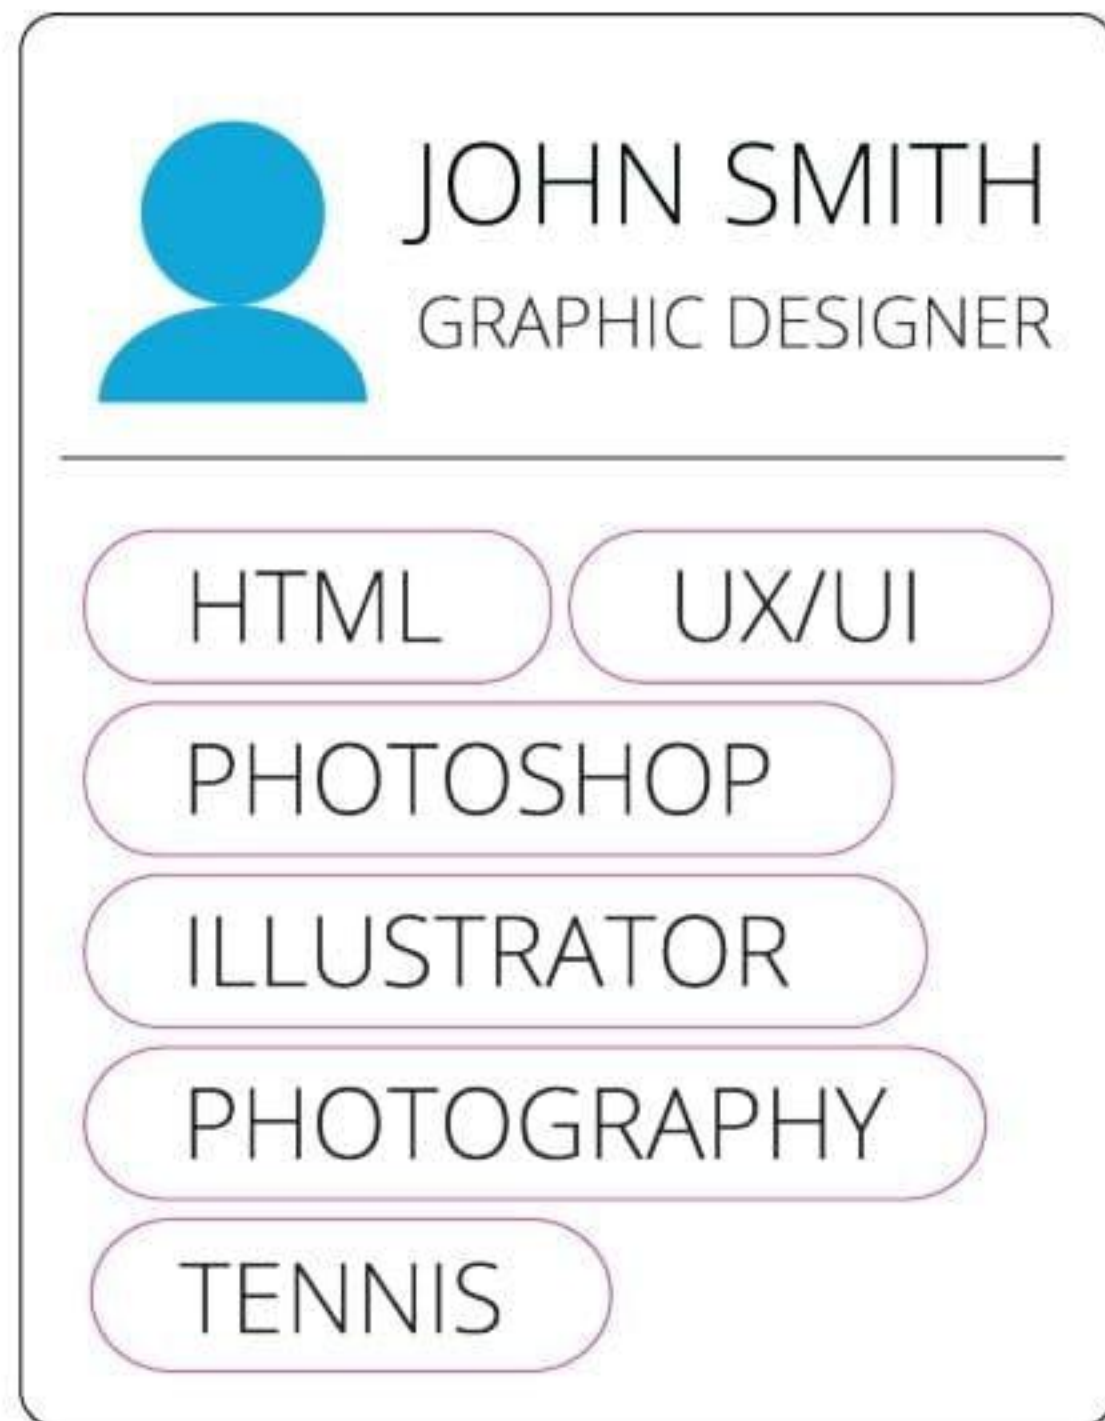 JOHN SMITH
GRAPHIC DESIGNER
HTML UX/UI
PHOTOSHOP
ILLUSTRATOR
PHOTOGRAPHY
TENNIS